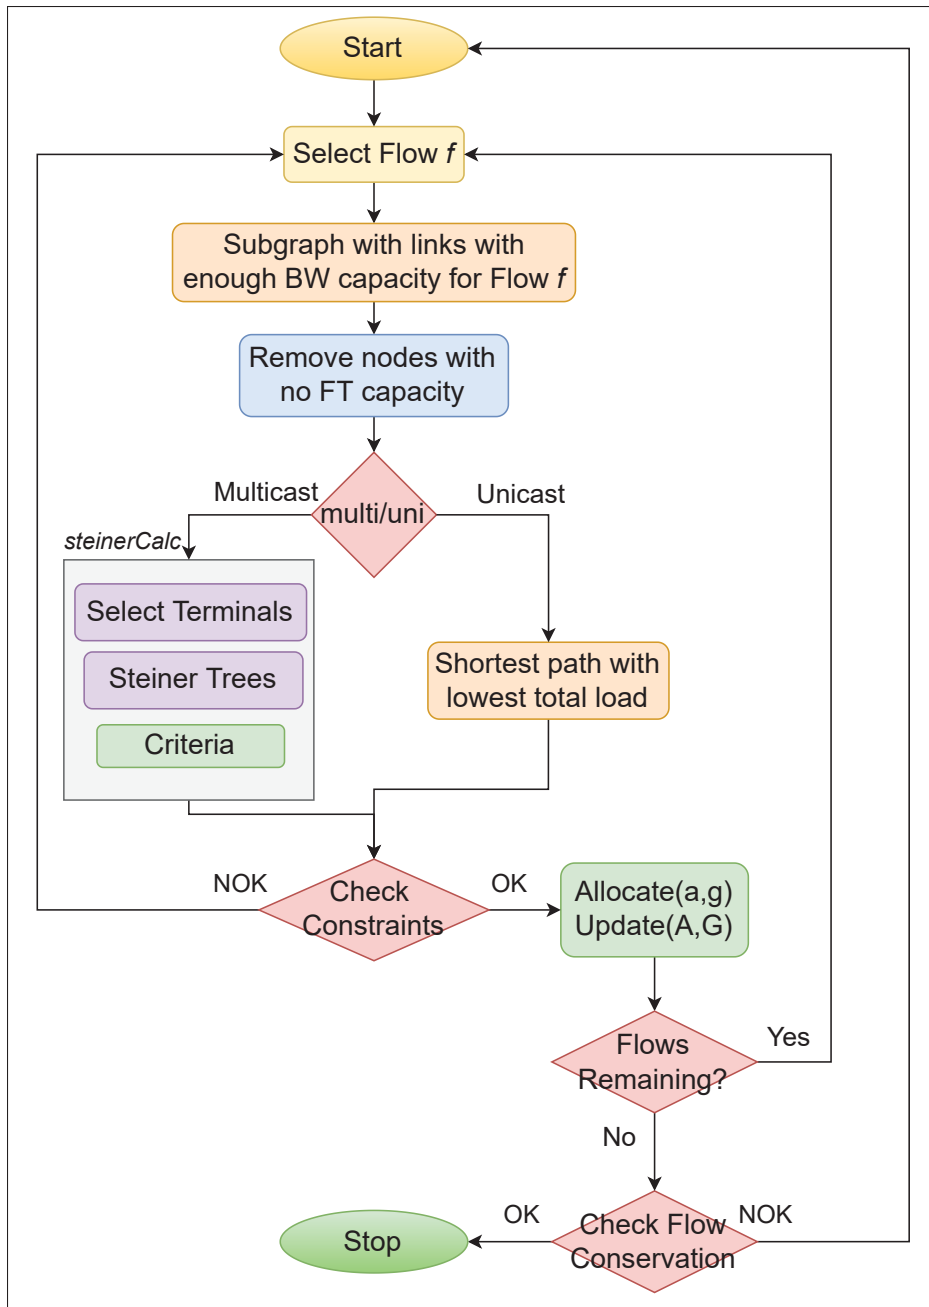 Start
Select Flow f
Subgraph with links with
enough BW capacity for Flow f
Remove nodes with
no FT capacity
Multicast
Unicast
multi/uni
steinerCalc
Select Terminals
Steiner Trees
Criteria
Shortest path with
lowest total load
NOK
Check
Constraints
OK
Allocate(a,g)
Update(A,G)
Flows
Remaining?
Yes
No
Stop
OK
Check Flow
Conservation
NOK